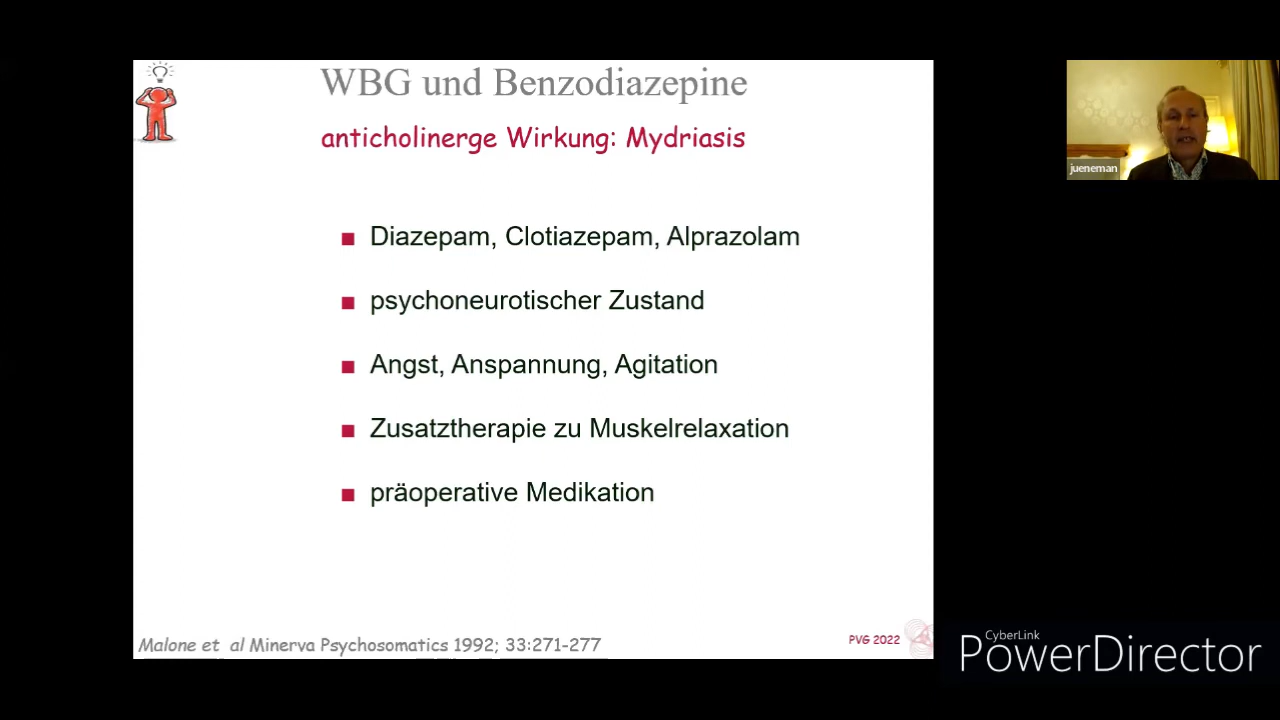 WBG und Benzodiazepine
anticholinerge Wirkung: Mydriasis
jueneman
Diazepam, Clotiazepam, Alprazolam
psychoneurotischer Zustand
Angst, Anspannung, Agitation
Zusatztherapie zu Muskelrelaxation
präoperative Medikation
Malone et al Minerva Psychosomatics 1992; 33:271-277
PVG 2022
CyberLink
PowerDirector